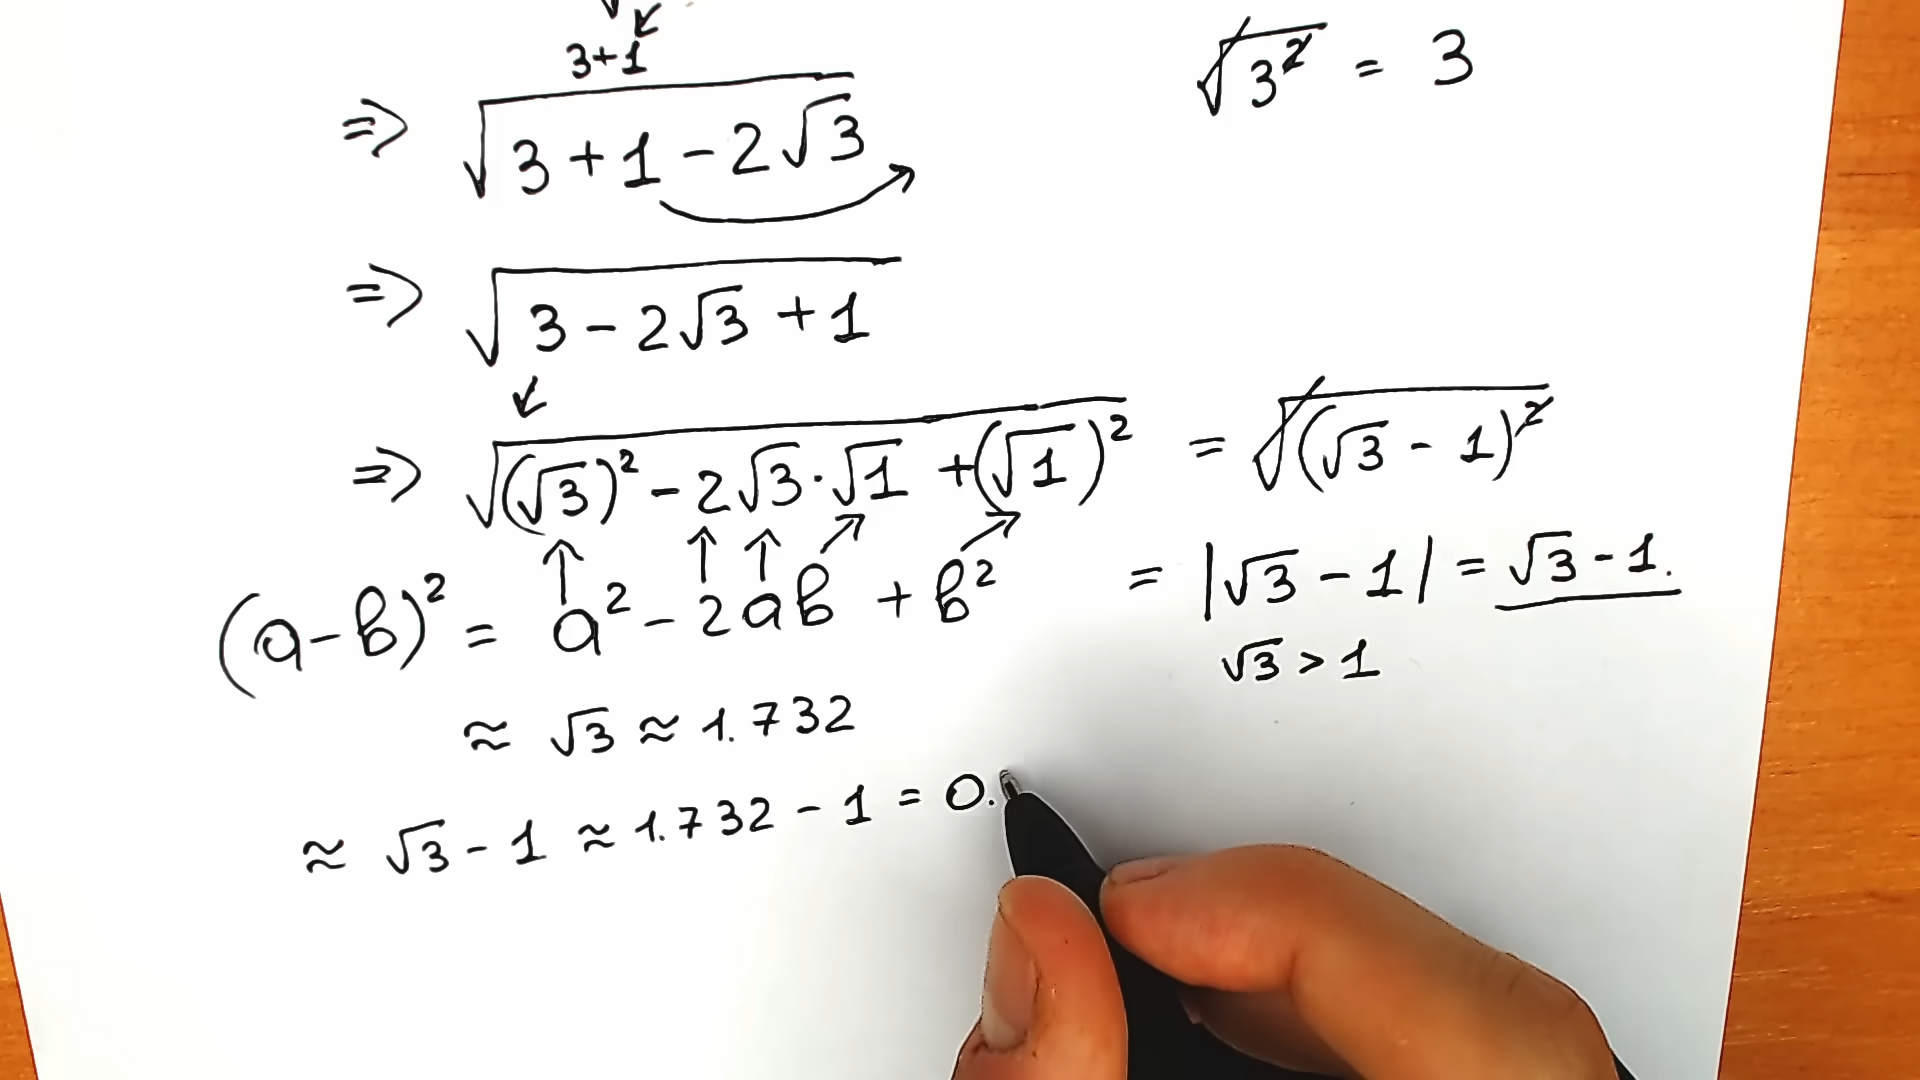 3+1
√3² = 3
=> √(3 + 1 - 2√3)
=> √(3 - 2√3 + 1)
=> √((√3)² - 2√3·√1 + (√1)²) = √((√3 - 1)²)
= |√3 - 1| = √3 - 1.
(a-b)² = a² - 2ab + b²
√3 > 1
≈ √3 ≈ 1.732
≈ √3 - 1 ≈ 1.732 - 1 = 0.